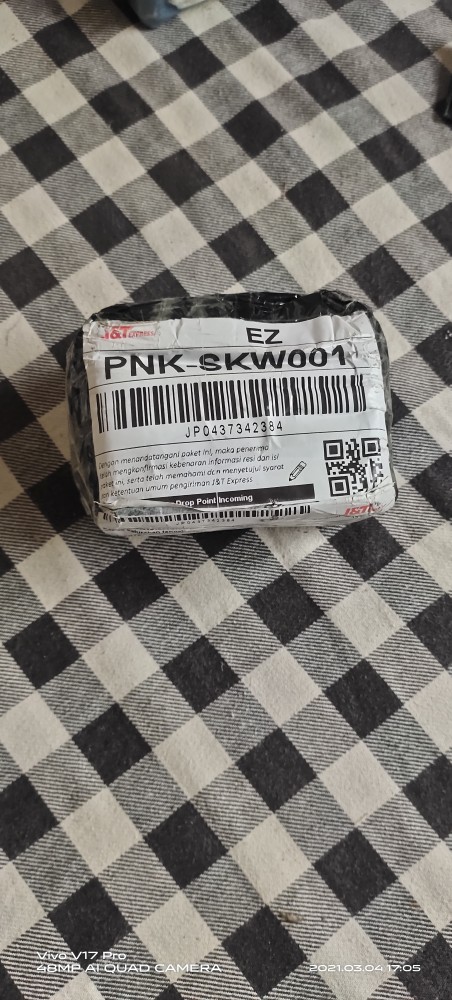 J&T EXPRESS
EZ
PNK-SKW001
JP0437342384
Dengan menandatangani paket ini, maka penerima
telah mengkonfirmasi kebenaran informasi resi dan isi
paket ini, serta telah memahami dan menyetujui syarat
dan ketentuan umum pengiriman J&T Express
Drop Point Incoming
JP0437342384
J&T
Vivo V17 Pro
48MP AI QUAD CAMERA
2021.03.04 17:05